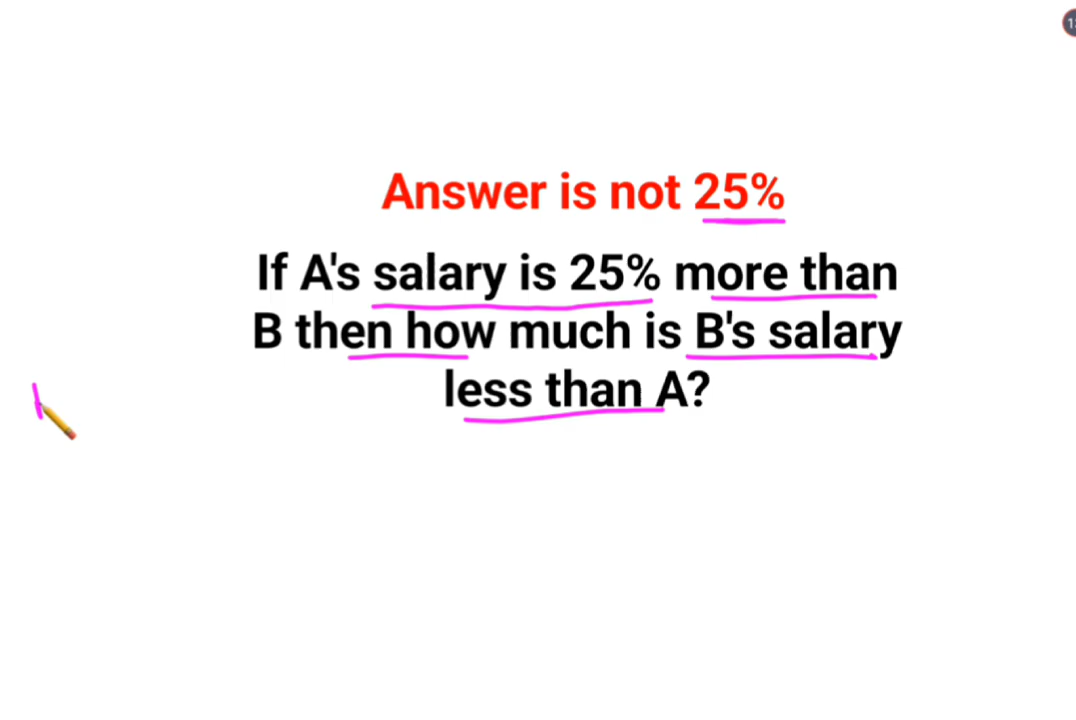 Answer is not 25%
If A's salary is 25% more than
B then how much is B's salary
less than A?